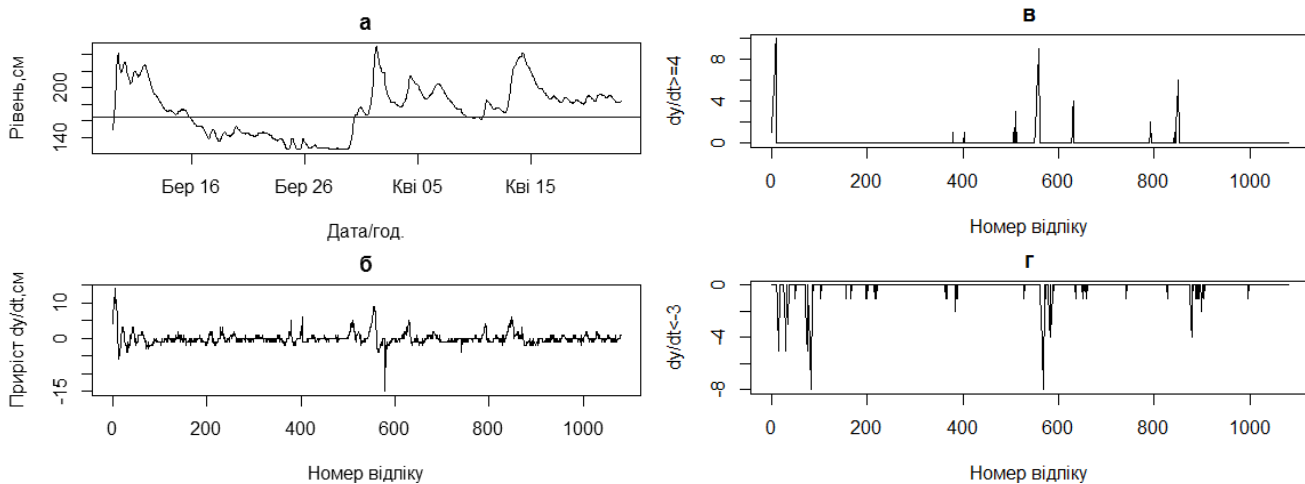 а
Рівень,см
200
140
Бер 16 Бер 26 Кві 05 Кві 15
Дата/год.
б
Приріст dy/dt,см
10
0
-15
0 200 400 600 800 1000
Номер відліку
в
dy/dt>=4
8
4
0
0 200 400 600 800 1000
Номер відліку
г
dy/dt<-3
0
-4
-8
0 200 400 600 800 1000
Номер відліку